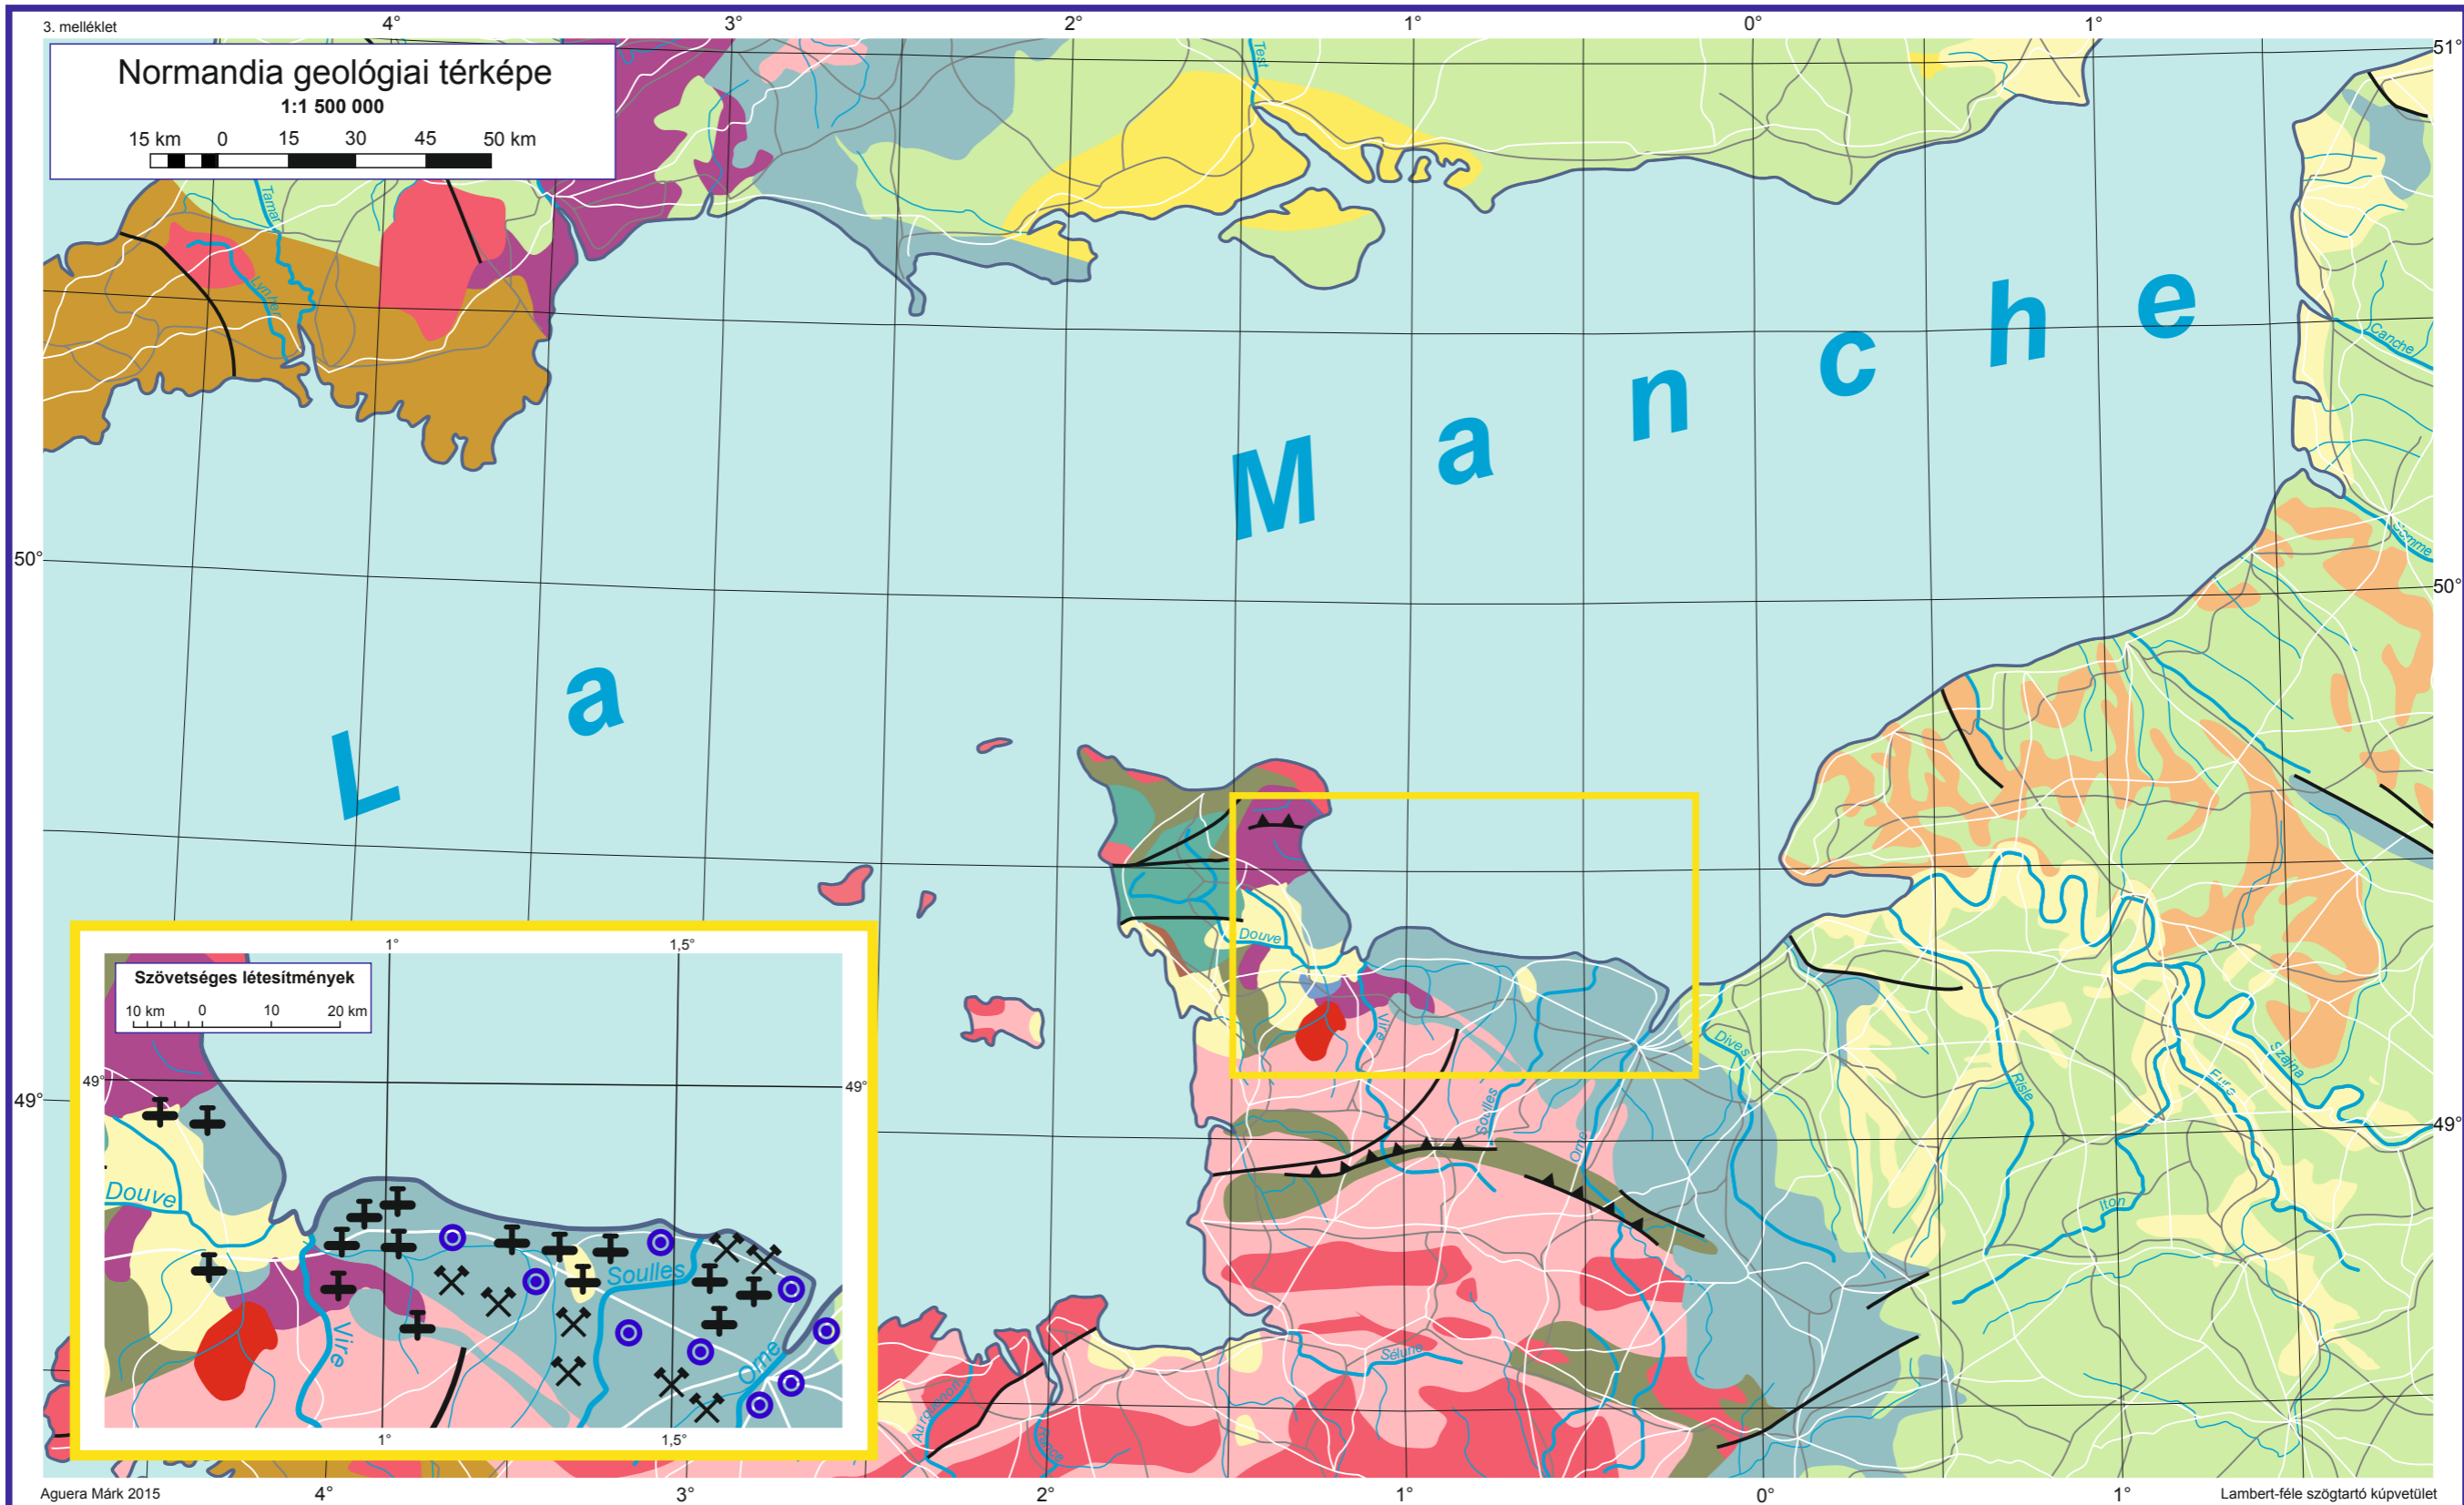 3. melléklet
4° 3° 2° 1° 0° 1°
Normandia geológiai térképe
1:1 500 000
15 km 0 15 30 45 50 km
51°
Test
Tamar
Lynher
Canche
Somme
La Manche
50°
50°
Douve
Vire
Soulles
Orne
Dives
Risle
Eure
Szajna
Iton
Sélune
Rance
49°
49°
1° 1,5°
Szövetséges létesítmények
10 km 0 10 20 km
49°
49°
Douve
Vire
Soulles
Orne
1° 1,5°
4° 3° 2° 1° 0° 1°
Aguera Márk 2015
Lambert-féle szögtartó kúpvetület